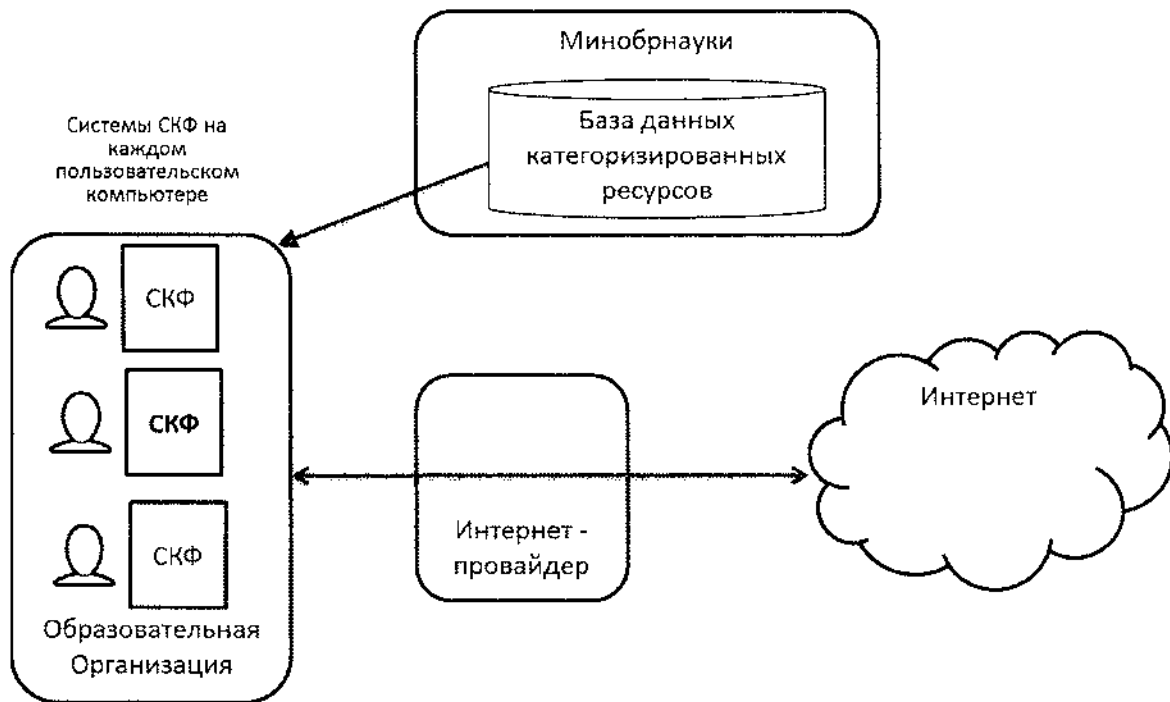 Минобрнауки
База данных
категоризированных
ресурсов
Системы СКФ на
каждом
пользовательском
компьютере
СКФ
СКФ
СКФ
Образовательная
Организация
Интернет -
провайдер
Интернет